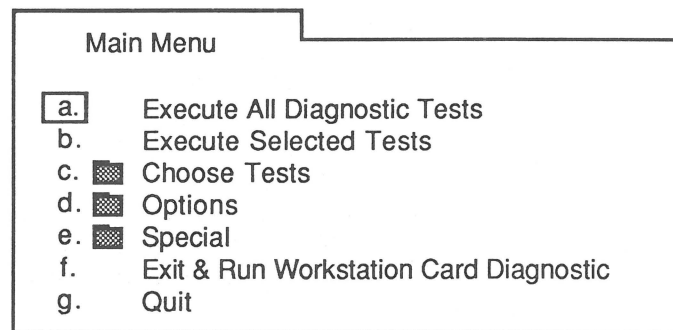 Main Menu
a. Execute All Diagnostic Tests
b. Execute Selected Tests
c. Choose Tests
d. Options
e. Special
f. Exit & Run Workstation Card Diagnostic
g. Quit